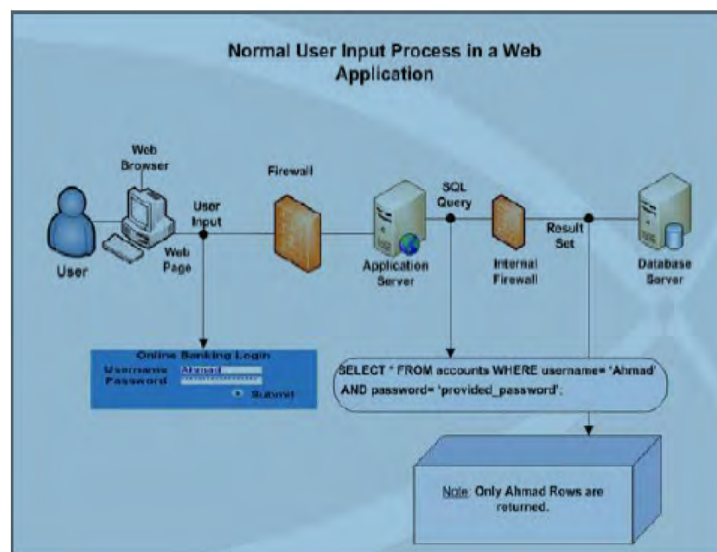 Normal User Input Process in a Web
Application
Web
Browser
User
Input
Firewall
SQL
Query
Result
Set
User
Web
Page
Application
Server
Internal
Firewall
Database
Server
Online Banking Login
Username Ahmad
Password
Submit
SELECT * FROM accounts WHERE username= 'Ahmad'
AND password= 'provided_password';
Note: Only Ahmad Rows are
returned.